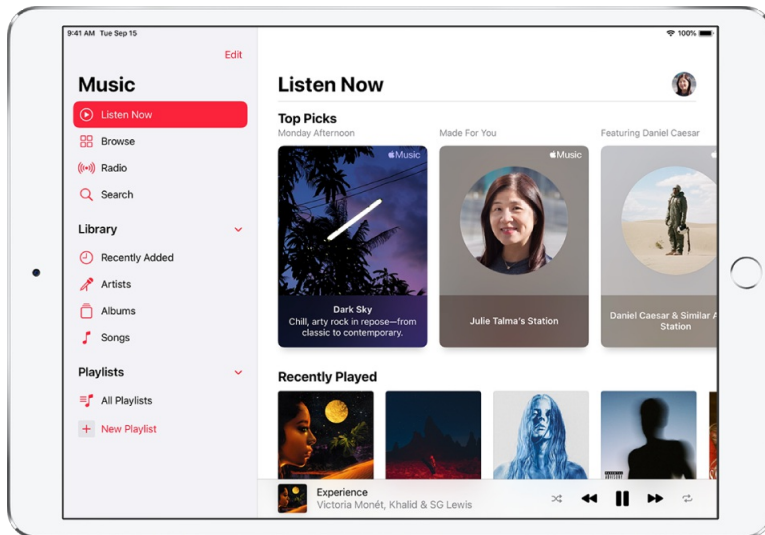 9:41 AM Tue Sep 15
100%
Edit
Music
Listen Now
Browse
Radio
Search
Library
Recently Added
Artists
Albums
Songs
Playlists
All Playlists
New Playlist
Listen Now
Top Picks
Monday Afternoon
Music
Dark Sky
Chill, arty rock in repose—from
classic to contemporary.
Made For You
Music
Julie Talma's Station
Featuring Daniel Caesar
Daniel Caesar & Similar A
Station
Recently Played
Experience
Victoria Monét, Khalid & SG Lewis